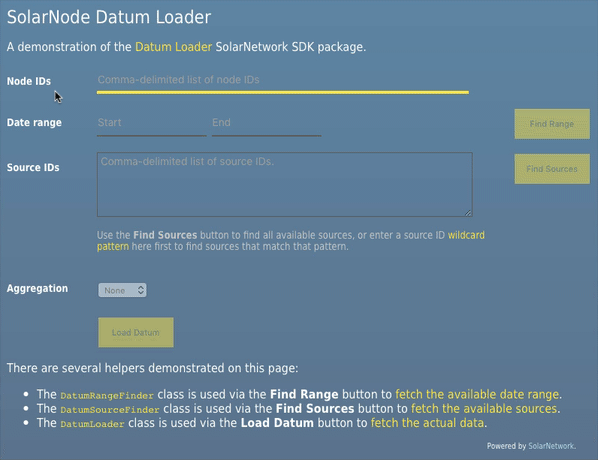 SolarNode Datum Loader
A demonstration of the Datum Loader SolarNetwork SDK package.
Node IDs Comma-delimited list of node IDs
Date range Start End Find Range
Source IDs Comma-delimited list of source IDs. Find Sources
Use the Find Sources button to find all available sources, or enter a source ID wildcard
pattern here first to find sources that match that pattern.
Aggregation None
Load Datum
There are several helpers demonstrated on this page:
• The DatumRangeFinder class is used via the Find Range button to fetch the available date range.
• The DatumSourceFinder class is used via the Find Sources button to fetch the available sources.
• The DatumLoader class is used via the Load Datum button to fetch the actual data.
Powered by SolarNetwork.